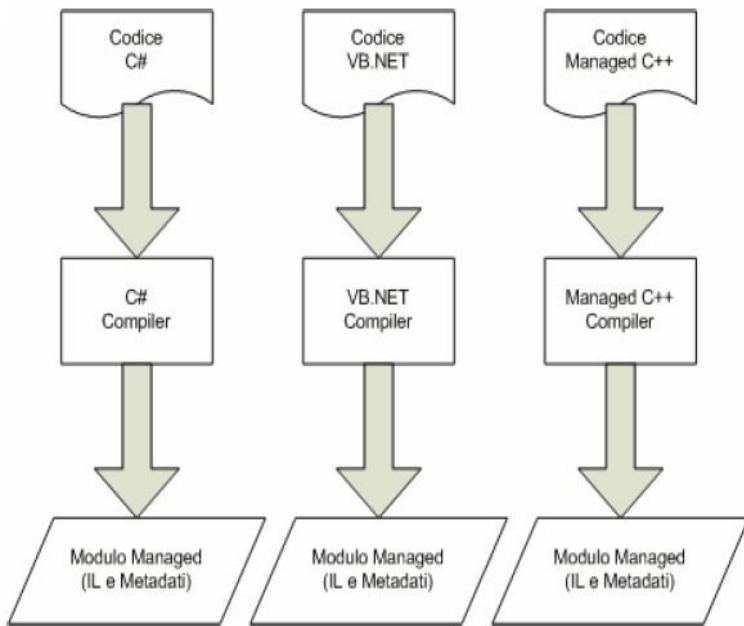 Codice
C#
Codice
VB.NET
Codice
Managed C++
C#
Compiler
VB.NET
Compiler
Managed C++
Compiler
Modulo Managed
(IL e Metadati)
Modulo Managed
(IL e Metadati)
Modulo Managed
(IL e Metadati)